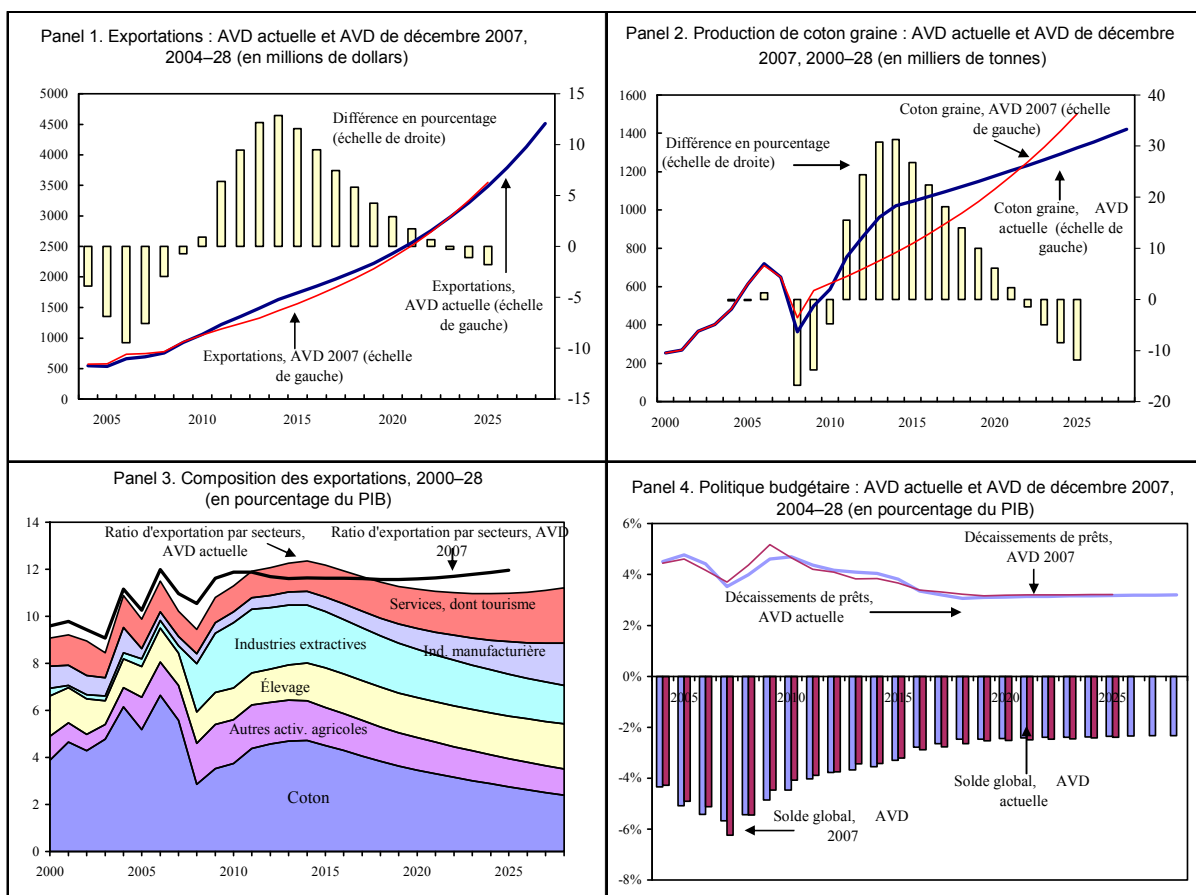 Panel 1. Exportations : AVD actuelle et AVD de décembre 2007,
2004–28 (en millions de dollars)
5000
4500
4000
3500
3000
2500
2000
1500
1000
500
0
15
10
5
0
-5
-10
-15
2005
2010
2015
2020
2025
Différence en pourcentage
(échelle de droite)
Exportations,
AVD actuelle (échelle
de gauche)
Exportations, AVD 2007 (échelle
de gauche)
Panel 2. Production de coton graine : AVD actuelle et AVD de décembre
2007, 2000–28 (en milliers de tonnes)
1600
1400
1200
1000
800
600
400
200
0
40
30
20
10
0
-10
-20
2000
2005
2010
2015
2020
2025
Coton graine, AVD 2007 (échelle
de gauche)
Différence en pourcentage
(échelle de droite)
Coton graine, AVD
actuelle (échelle de
gauche)
Panel 3. Composition des exportations, 2000–28
(en pourcentage du PIB)
14
12
10
8
6
4
2
0
2000
2005
2010
2015
2020
2025
Ratio d'exportation par secteurs,
AVD actuelle
Ratio d'exportation par secteurs, AVD
2007
Services, dont tourisme
Ind. manufacturière
Industries extractives
Élevage
Autres activ. agricoles
Coton
Panel 4. Politique budgétaire : AVD actuelle et AVD de décembre 2007,
2004–28 (en pourcentage du PIB)
6%
4%
2%
0%
-2%
-4%
-6%
-8%
2005
2010
2015
2020
2025
Décaissements de prêts,
AVD 2007
Décaissements de prêts,
AVD actuelle
Solde global, AVD
actuelle
Solde global, AVD
2007